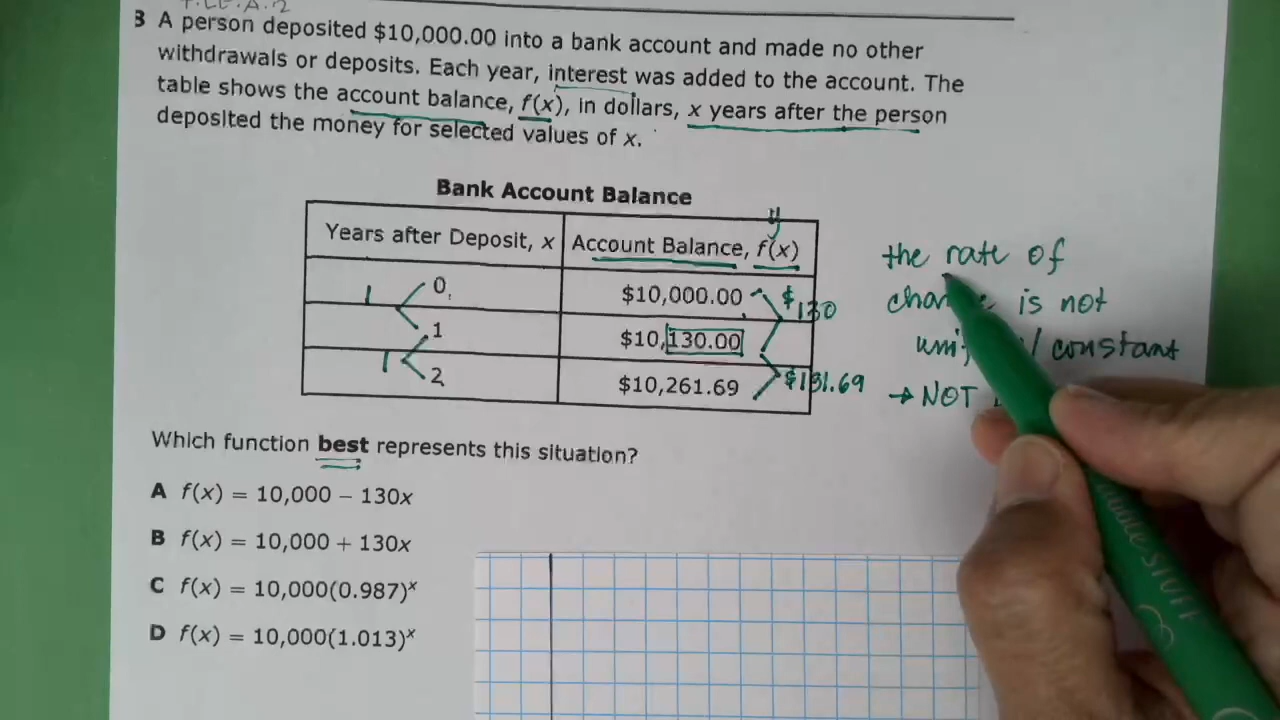 3 A person deposited $10,000.00 into a bank account and made no other
withdrawals or deposits. Each year, interest was added to the account. The
table shows the account balance, f(x), in dollars, x years after the person
deposited the money for selected values of x.
Bank Account Balance
y
Years after Deposit, x Account Balance, f(x)
1 0 $10,000.00 $130
1 $10,130.00
1 2 $10,261.69 $131.69
the rate of
is not
constant
→ NOT
Which function best represents this situation?
A f(x) = 10,000 − 130x
B f(x) = 10,000 + 130x
C f(x) = 10,000(0.987)ˣ
D f(x) = 10,000(1.013)ˣ